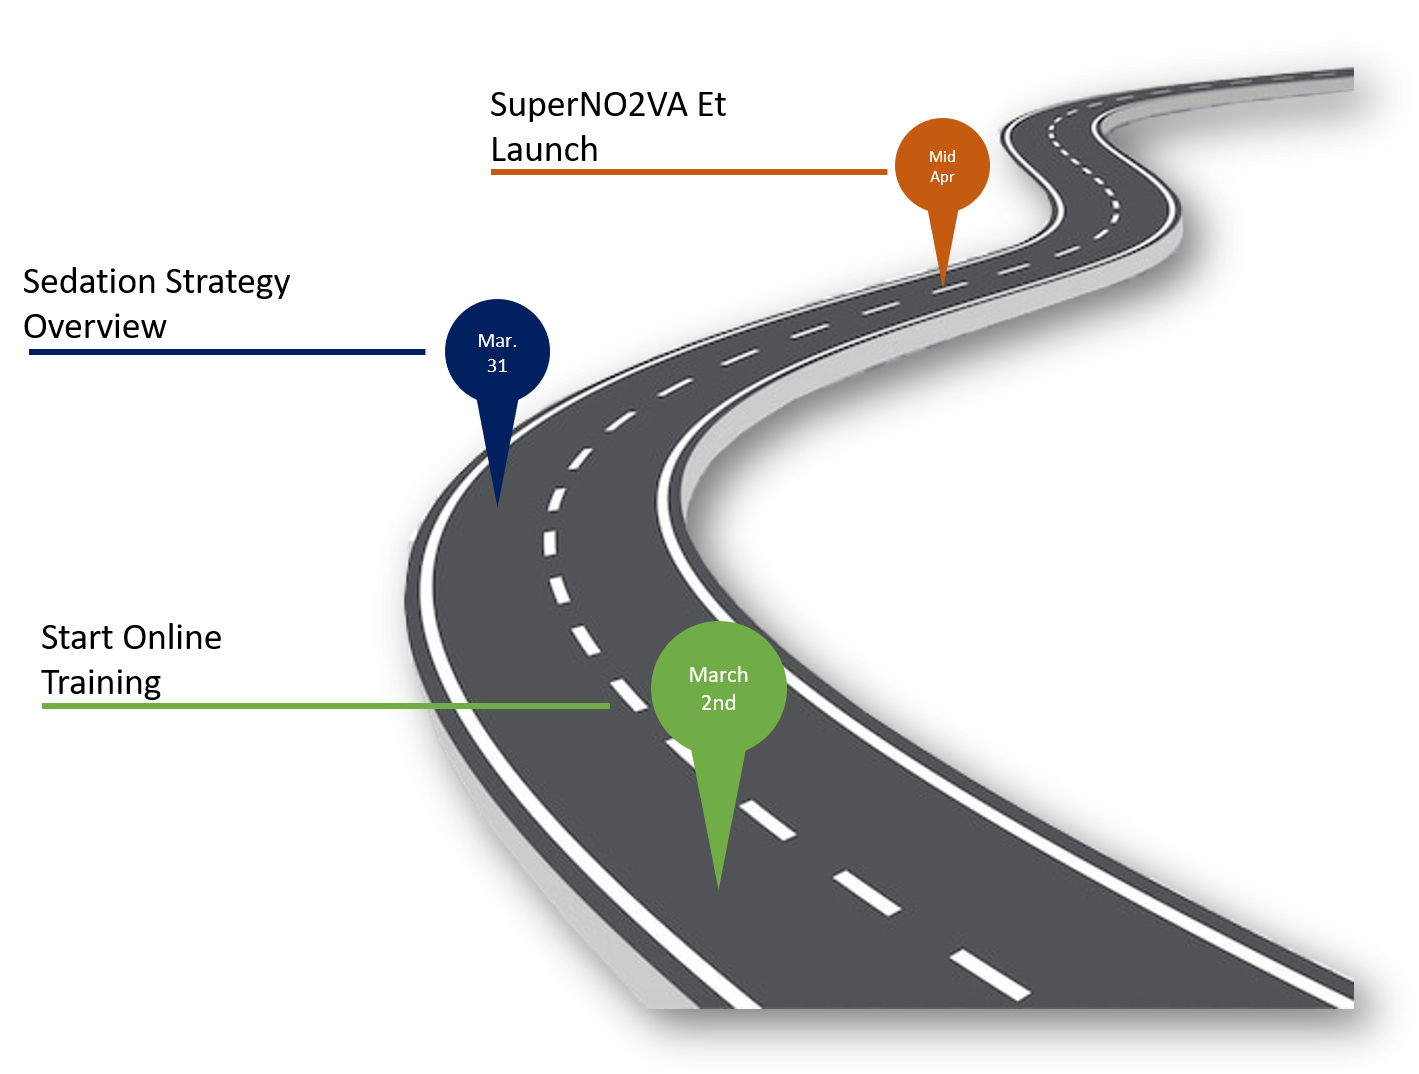 SuperNO2VA Et
Launch
Mid
Apr
Sedation Strategy
Overview
Mar.
31
Start Online
Training
March
2nd